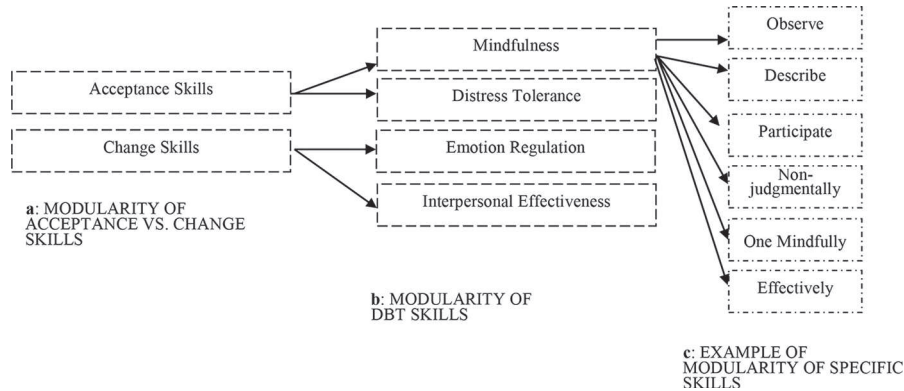 Acceptance Skills
Change Skills
a: MODULARITY OF
ACCEPTANCE VS. CHANGE
SKILLS
Mindfulness
Distress Tolerance
Emotion Regulation
Interpersonal Effectiveness
b: MODULARITY OF
DBT SKILLS
Observe
Describe
Participate
Non-
judgmentally
One Mindfully
Effectively
c: EXAMPLE OF
MODULARITY OF SPECIFIC
SKILLS